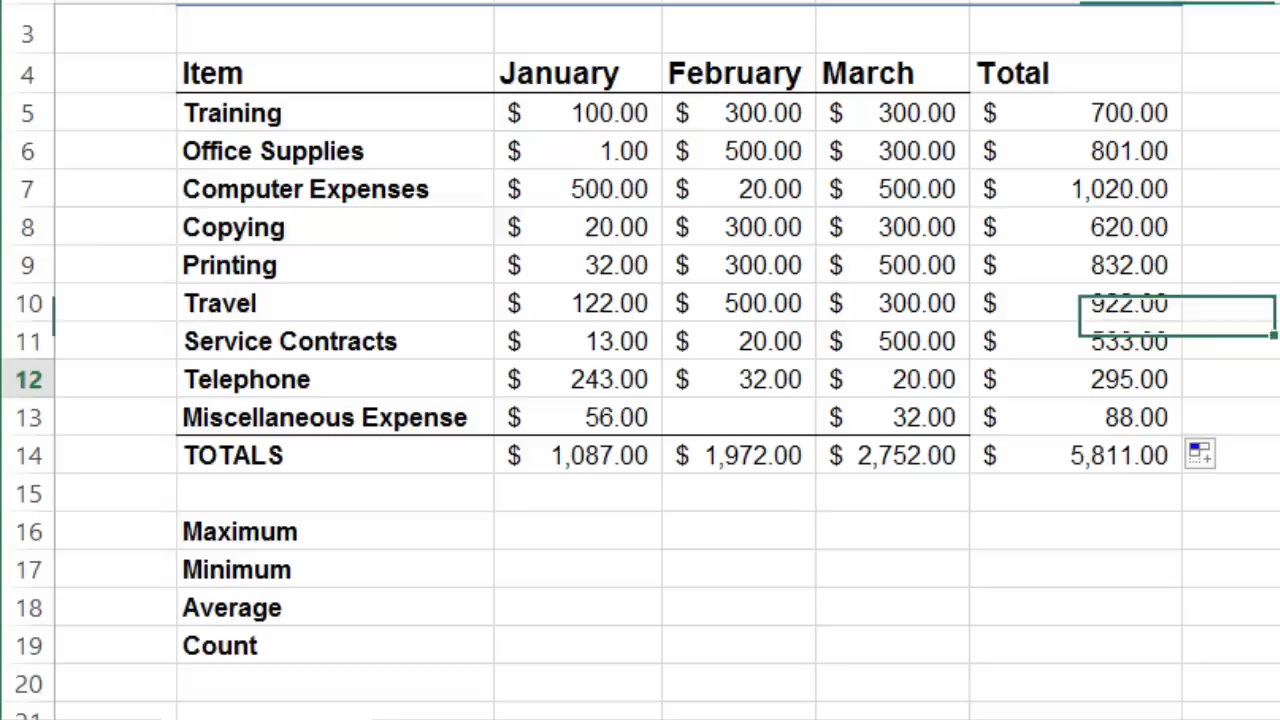 3
4 Item January February March Total
5 Training $ 100.00 $ 300.00 $ 300.00 $ 700.00
6 Office Supplies $ 1.00 $ 500.00 $ 300.00 $ 801.00
7 Computer Expenses $ 500.00 $ 20.00 $ 500.00 $ 1,020.00
8 Copying $ 20.00 $ 300.00 $ 300.00 $ 620.00
9 Printing $ 32.00 $ 300.00 $ 500.00 $ 832.00
10 Travel $ 122.00 $ 500.00 $ 300.00 $ 922.00
11 Service Contracts $ 13.00 $ 20.00 $ 500.00 $ 533.00
12 Telephone $ 243.00 $ 32.00 $ 20.00 $ 295.00
13 Miscellaneous Expense $ 56.00 $ 32.00 $ 88.00
14 TOTALS $ 1,087.00 $ 1,972.00 $ 2,752.00 $ 5,811.00
15
16 Maximum
17 Minimum
18 Average
19 Count
20